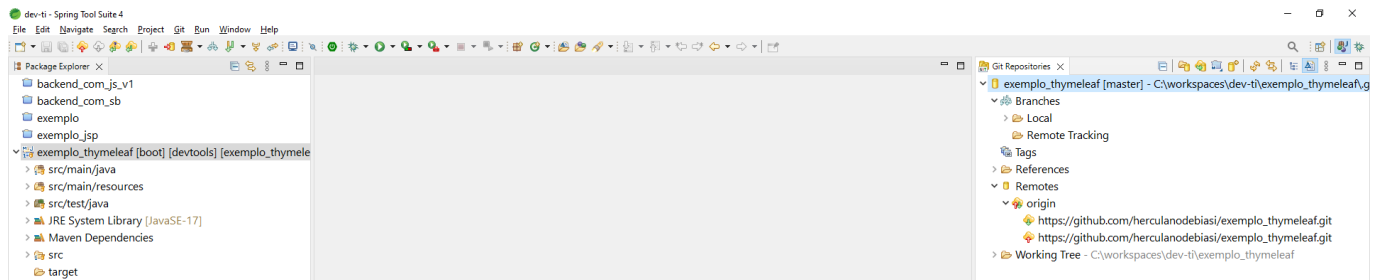 dev-ti - Spring Tool Suite 4
File Edit Navigate Search Project Git Run Window Help
Package Explorer
backend_com_js_v1
backend_com_sb
exemplo
exemplo_jsp
exemplo_thymeleaf [boot] [devtools] [exemplo_thymele
src/main/java
src/main/resources
src/test/java
JRE System Library [JavaSE-17]
Maven Dependencies
src
target
Git Repositories
exemplo_thymeleaf [master] - C:\workspaces\dev-ti\exemplo_thymeleaf\.g
Branches
Local
Remote Tracking
Tags
References
Remotes
origin
https://github.com/herculanodebiasi/exemplo_thymeleaf.git
https://github.com/herculanodebiasi/exemplo_thymeleaf.git
Working Tree - C:\workspaces\dev-ti\exemplo_thymeleaf